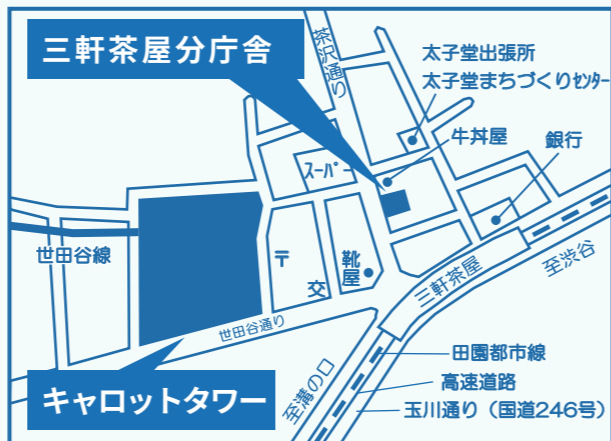 三軒茶屋分庁舎
茶沢通り
太子堂出張所
太子堂まちづくりセンター
牛丼屋
銀行
スーパー
世田谷線
〒
靴屋
交
三軒茶屋
至渋谷
世田谷通り
キャロットタワー
至溝の口
田園都市線
高速道路
玉川通り（国道246号）